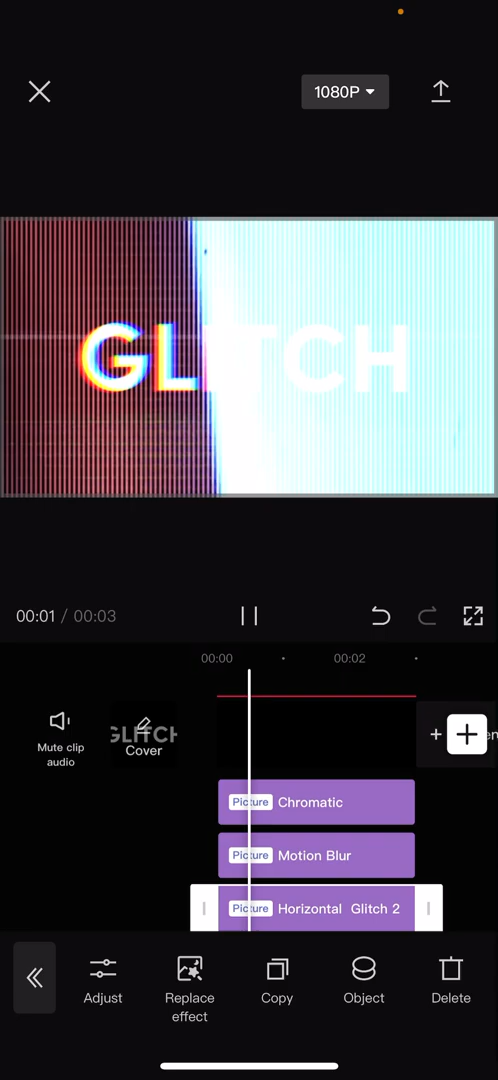 1080P
GLITCH
00:01 / 00:03
00:00
00:02
Mute clip
audio
GLITCH
Cover
Picture Chromatic
Picture Motion Blur
Picture Horizontal Glitch 2
Adjust
Replace
effect
Copy
Object
Delete